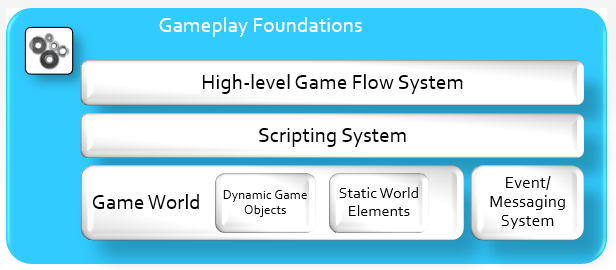 Gameplay Foundations
High-level Game Flow System
Scripting System
Game World
Dynamic Game
Objects
Static World
Elements
Event/
Messaging
System